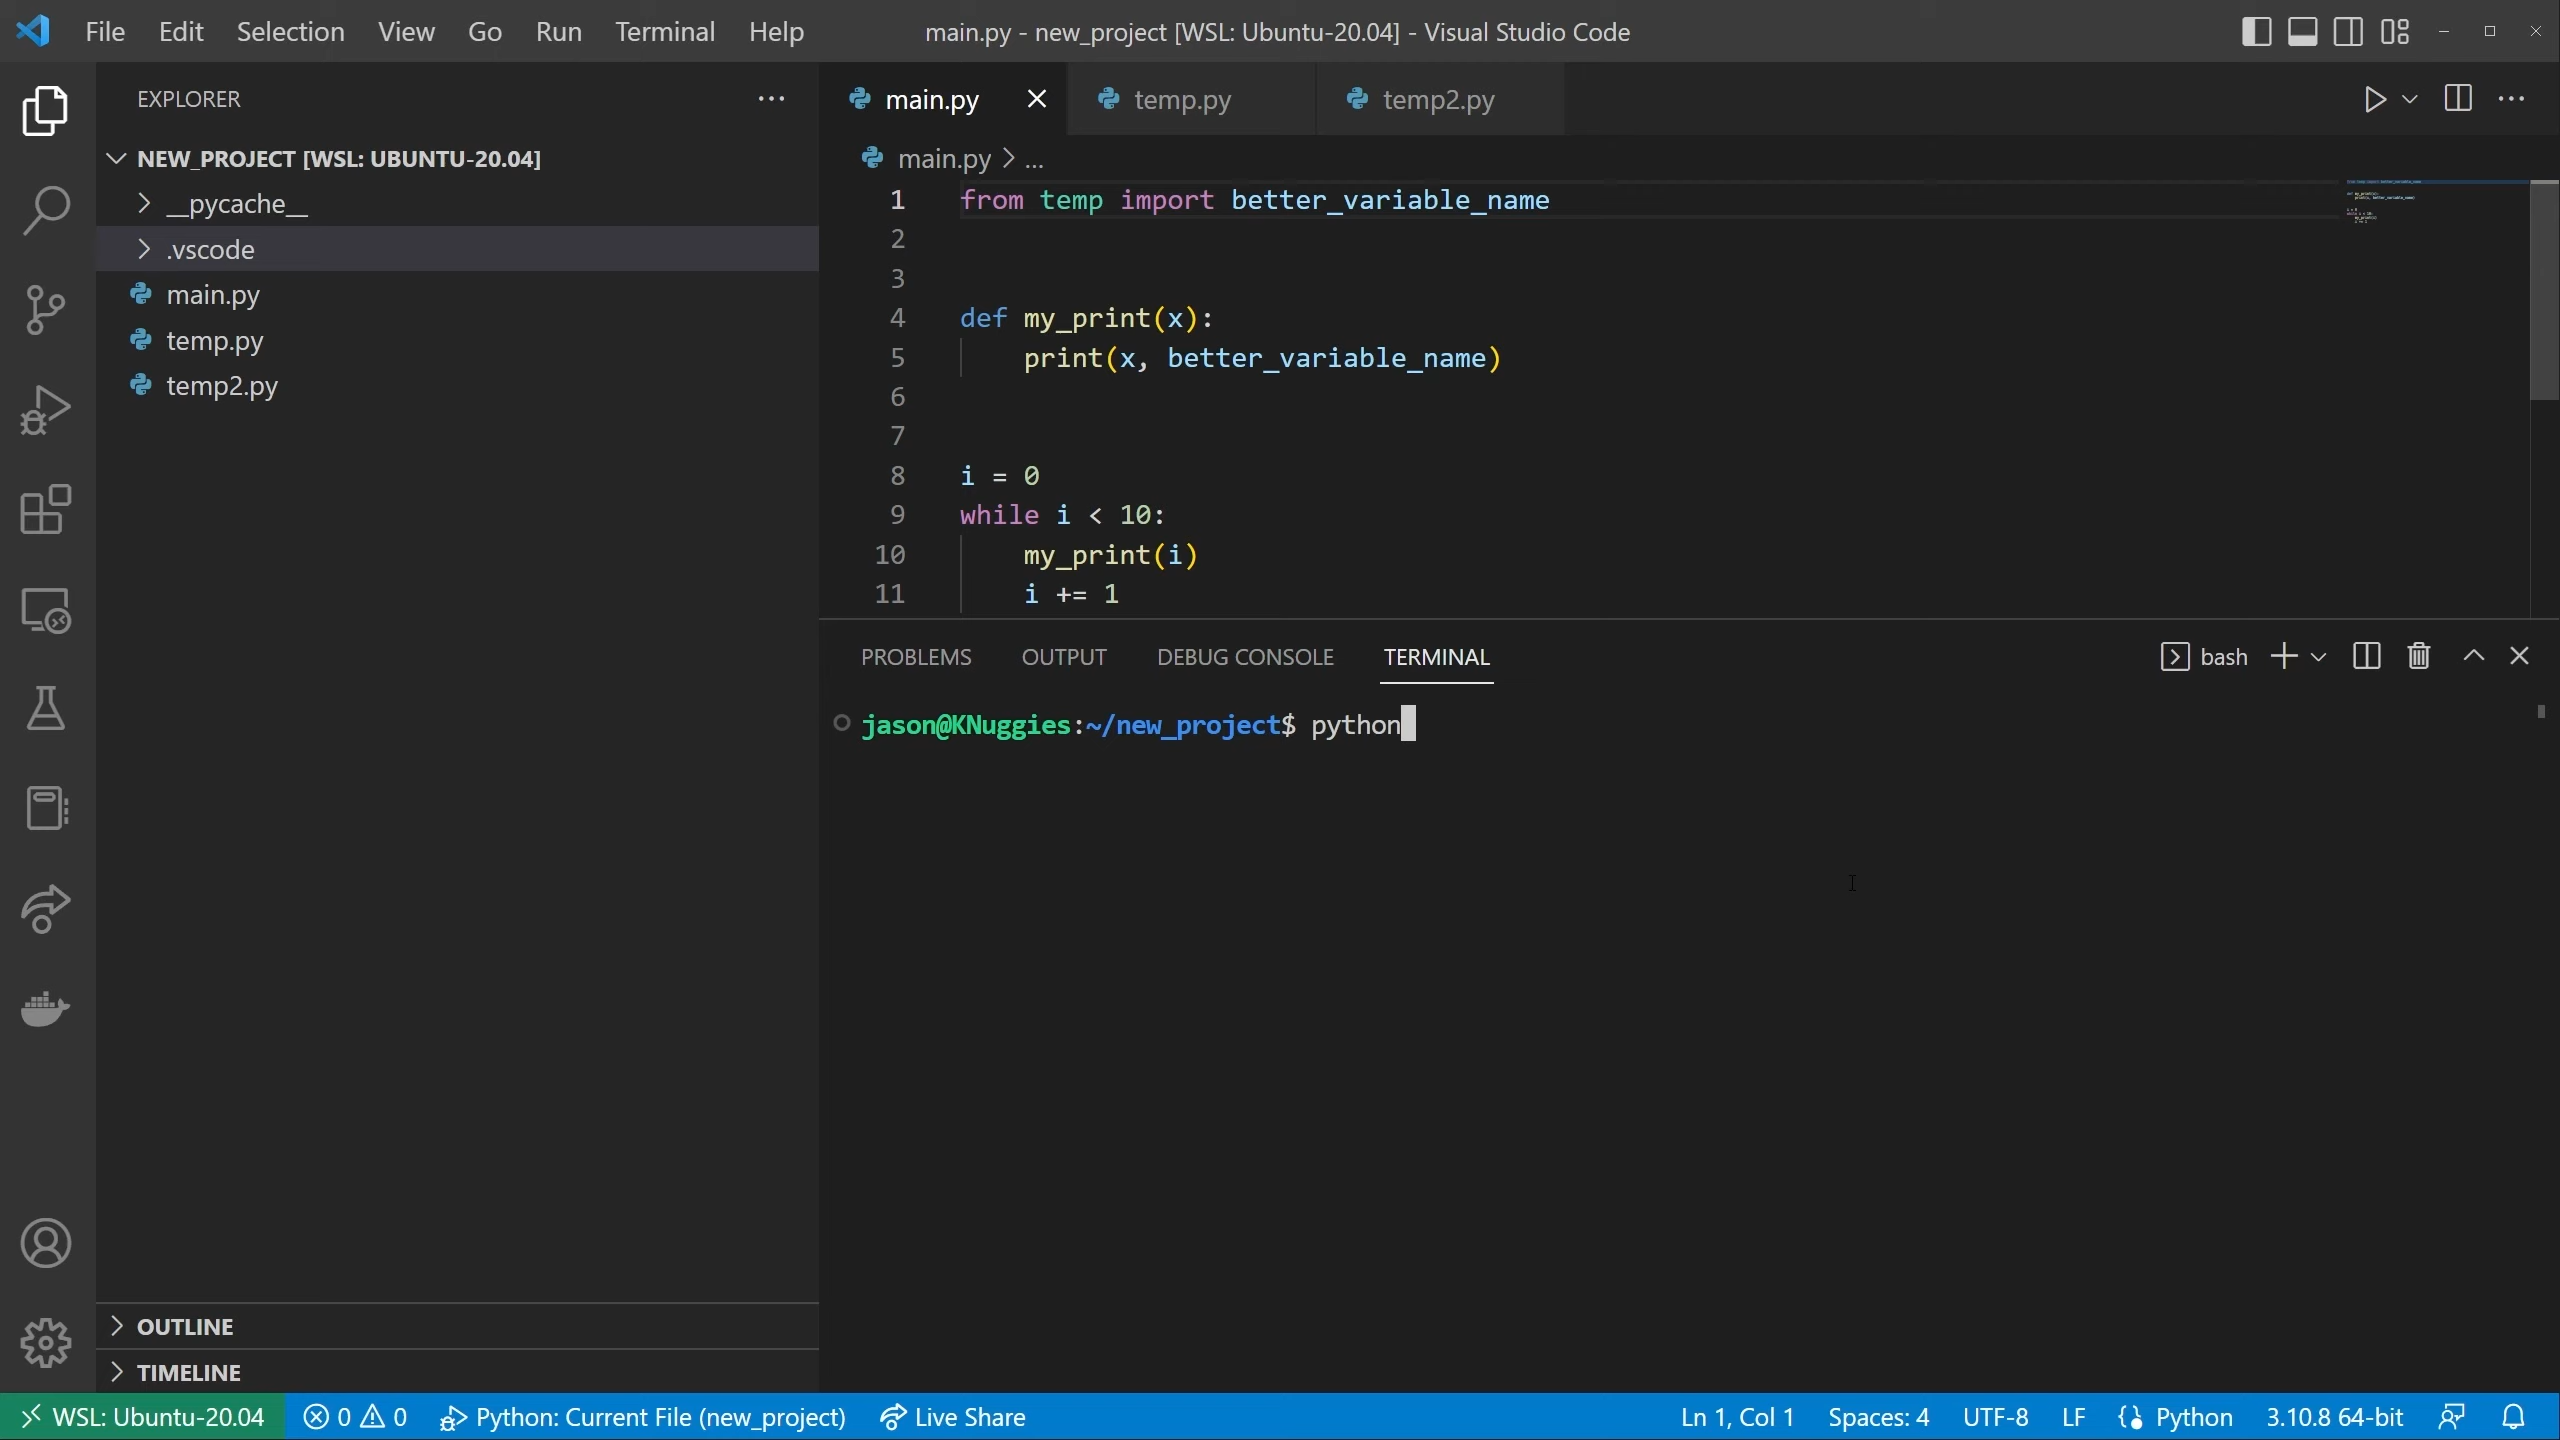 File Edit Selection View Go Run Terminal Help
main.py - new_project [WSL: Ubuntu-20.04] - Visual Studio Code
EXPLORER
NEW_PROJECT [WSL: UBUNTU-20.04]
__pycache__
.vscode
main.py
temp.py
temp2.py
OUTLINE
TIMELINE
main.py temp.py temp2.py
main.py > ...
1 from temp import better_variable_name
2
3
4 def my_print(x):
5 print(x, better_variable_name)
6
7
8 i = 0
9 while i < 10:
10 my_print(i)
11 i += 1
PROBLEMS OUTPUT DEBUG CONSOLE TERMINAL
bash
jason@KNuggies:~/new_project$ python
WSL: Ubuntu-20.04 0 0 Python: Current File (new_project) Live Share
Ln 1, Col 1 Spaces: 4 UTF-8 LF Python 3.10.8 64-bit